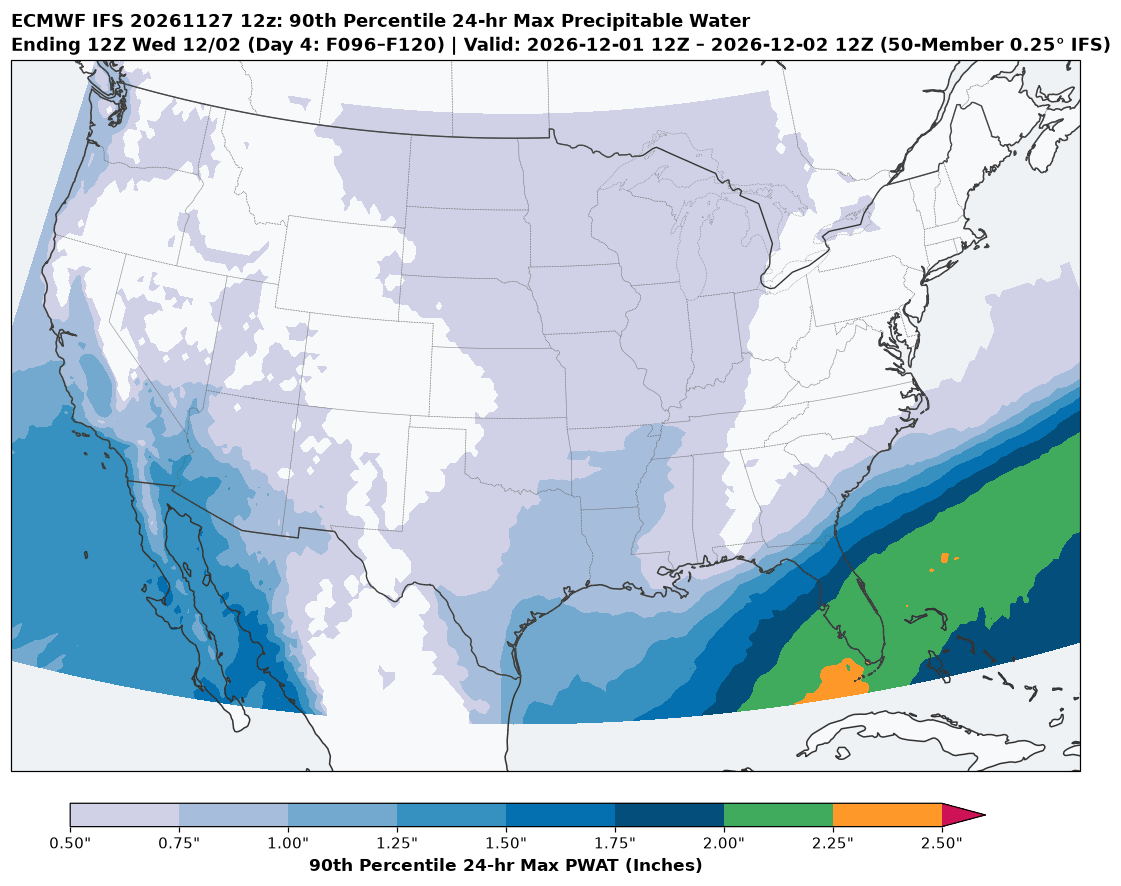 ECMWF IFS 20261127 12z: 90th Percentile 24-hr Max Precipitable Water
Ending 12Z Wed 12/02 (Day 4: F096–F120) | Valid: 2026-12-01 12Z – 2026-12-02 12Z (50-Member 0.25° IFS)
0.50" 0.75" 1.00" 1.25" 1.50" 1.75" 2.00" 2.25" 2.50"
90th Percentile 24-hr Max PWAT (Inches)